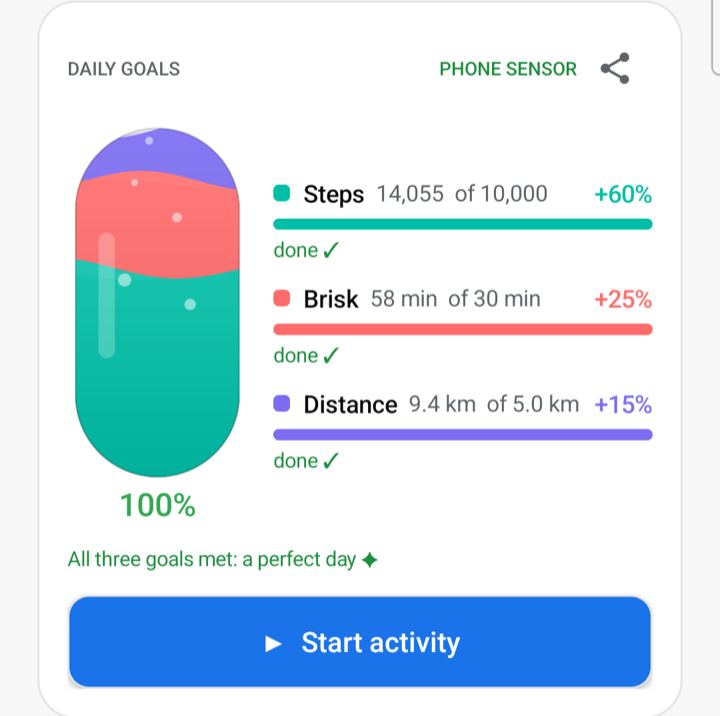 DAILY GOALS PHONE SENSOR
Steps 14,055 of 10,000 +60%
done ✓
Brisk 58 min of 30 min +25%
done ✓
Distance 9.4 km of 5.0 km +15%
done ✓
100%
All three goals met: a perfect day ✦
► Start activity